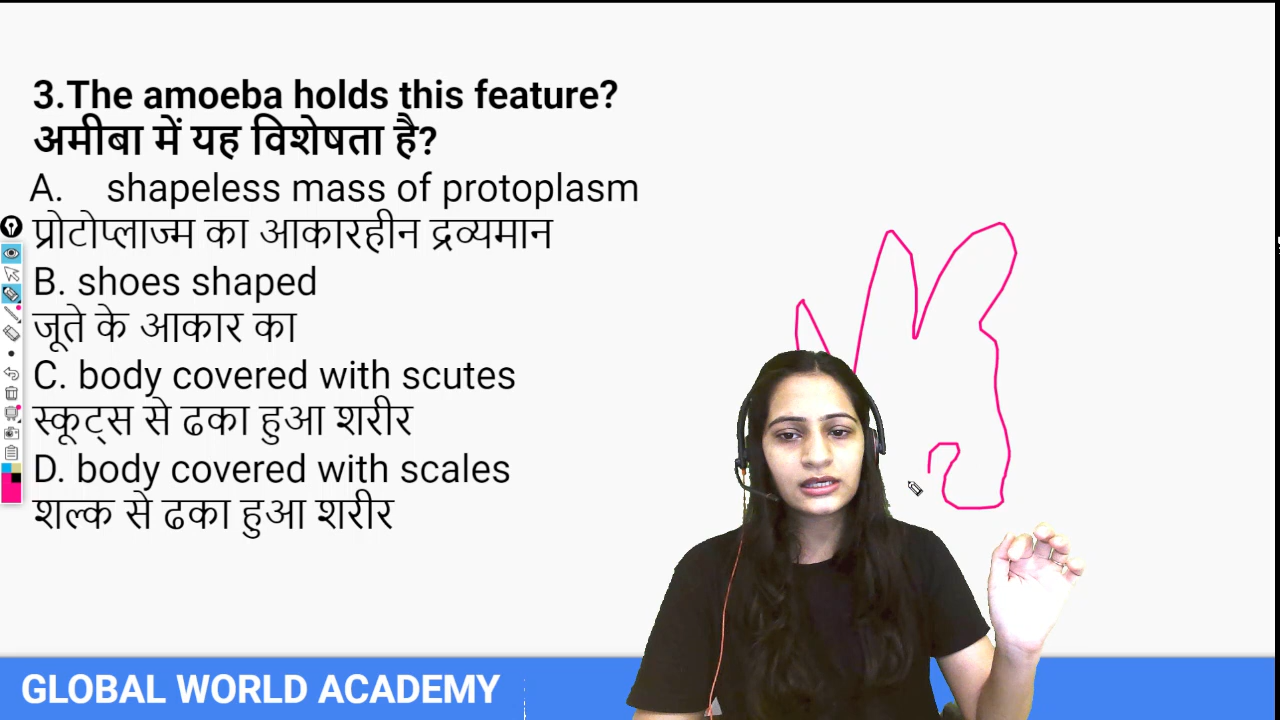 3.The amoeba holds this feature?
अमीबा में यह विशेषता है?
A. shapeless mass of protoplasm
प्रोटोप्लाज्म का आकारहीन द्रव्यमान
B. shoes shaped
जूते के आकार का
C. body covered with scutes
स्कूट्स से ढका हुआ शरीर
D. body covered with scales
शल्क से ढका हुआ शरीर
GLOBAL WORLD ACADEMY